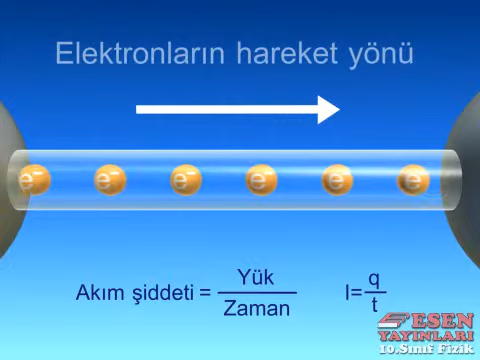 Elektronların hareket yönü
e e e e e e
Akım şiddeti = Yük / Zaman I = q / t
ESEN
YAYINLARI
10.Sınıf Fizik